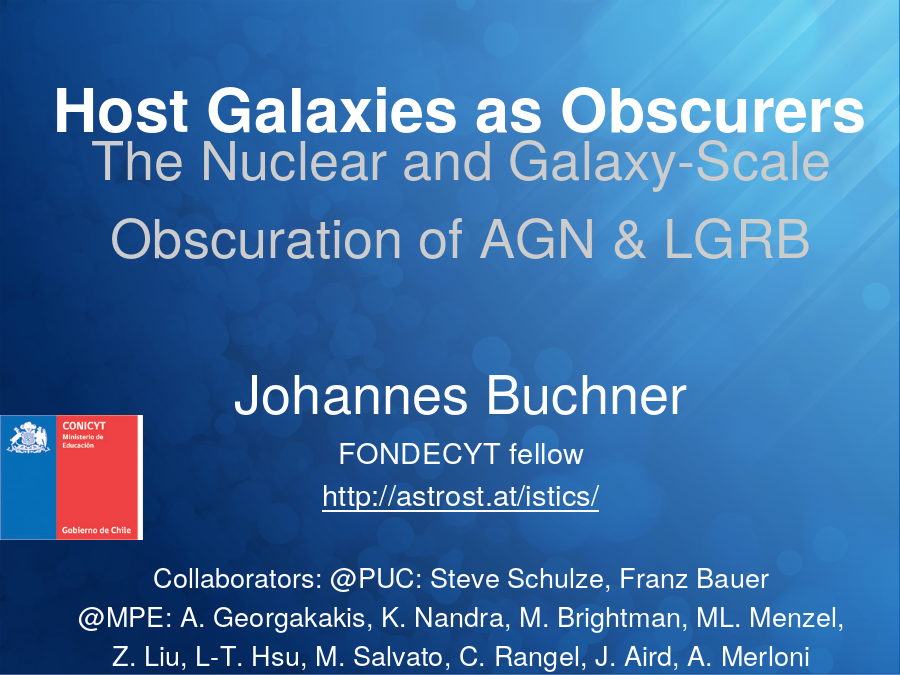 Host Galaxies as Obscurers
The Nuclear and Galaxy-Scale
Obscuration of AGN & LGRB
Johannes Buchner
CONICYT
Ministerio de
Educación
Gobierno de Chile
FONDECYT fellow
http://astrost.at/istics/
Collaborators: @PUC: Steve Schulze, Franz Bauer
@MPE: A. Georgakakis, K. Nandra, M. Brightman, ML. Menzel,
Z. Liu, L-T. Hsu, M. Salvato, C. Rangel, J. Aird, A. Merloni